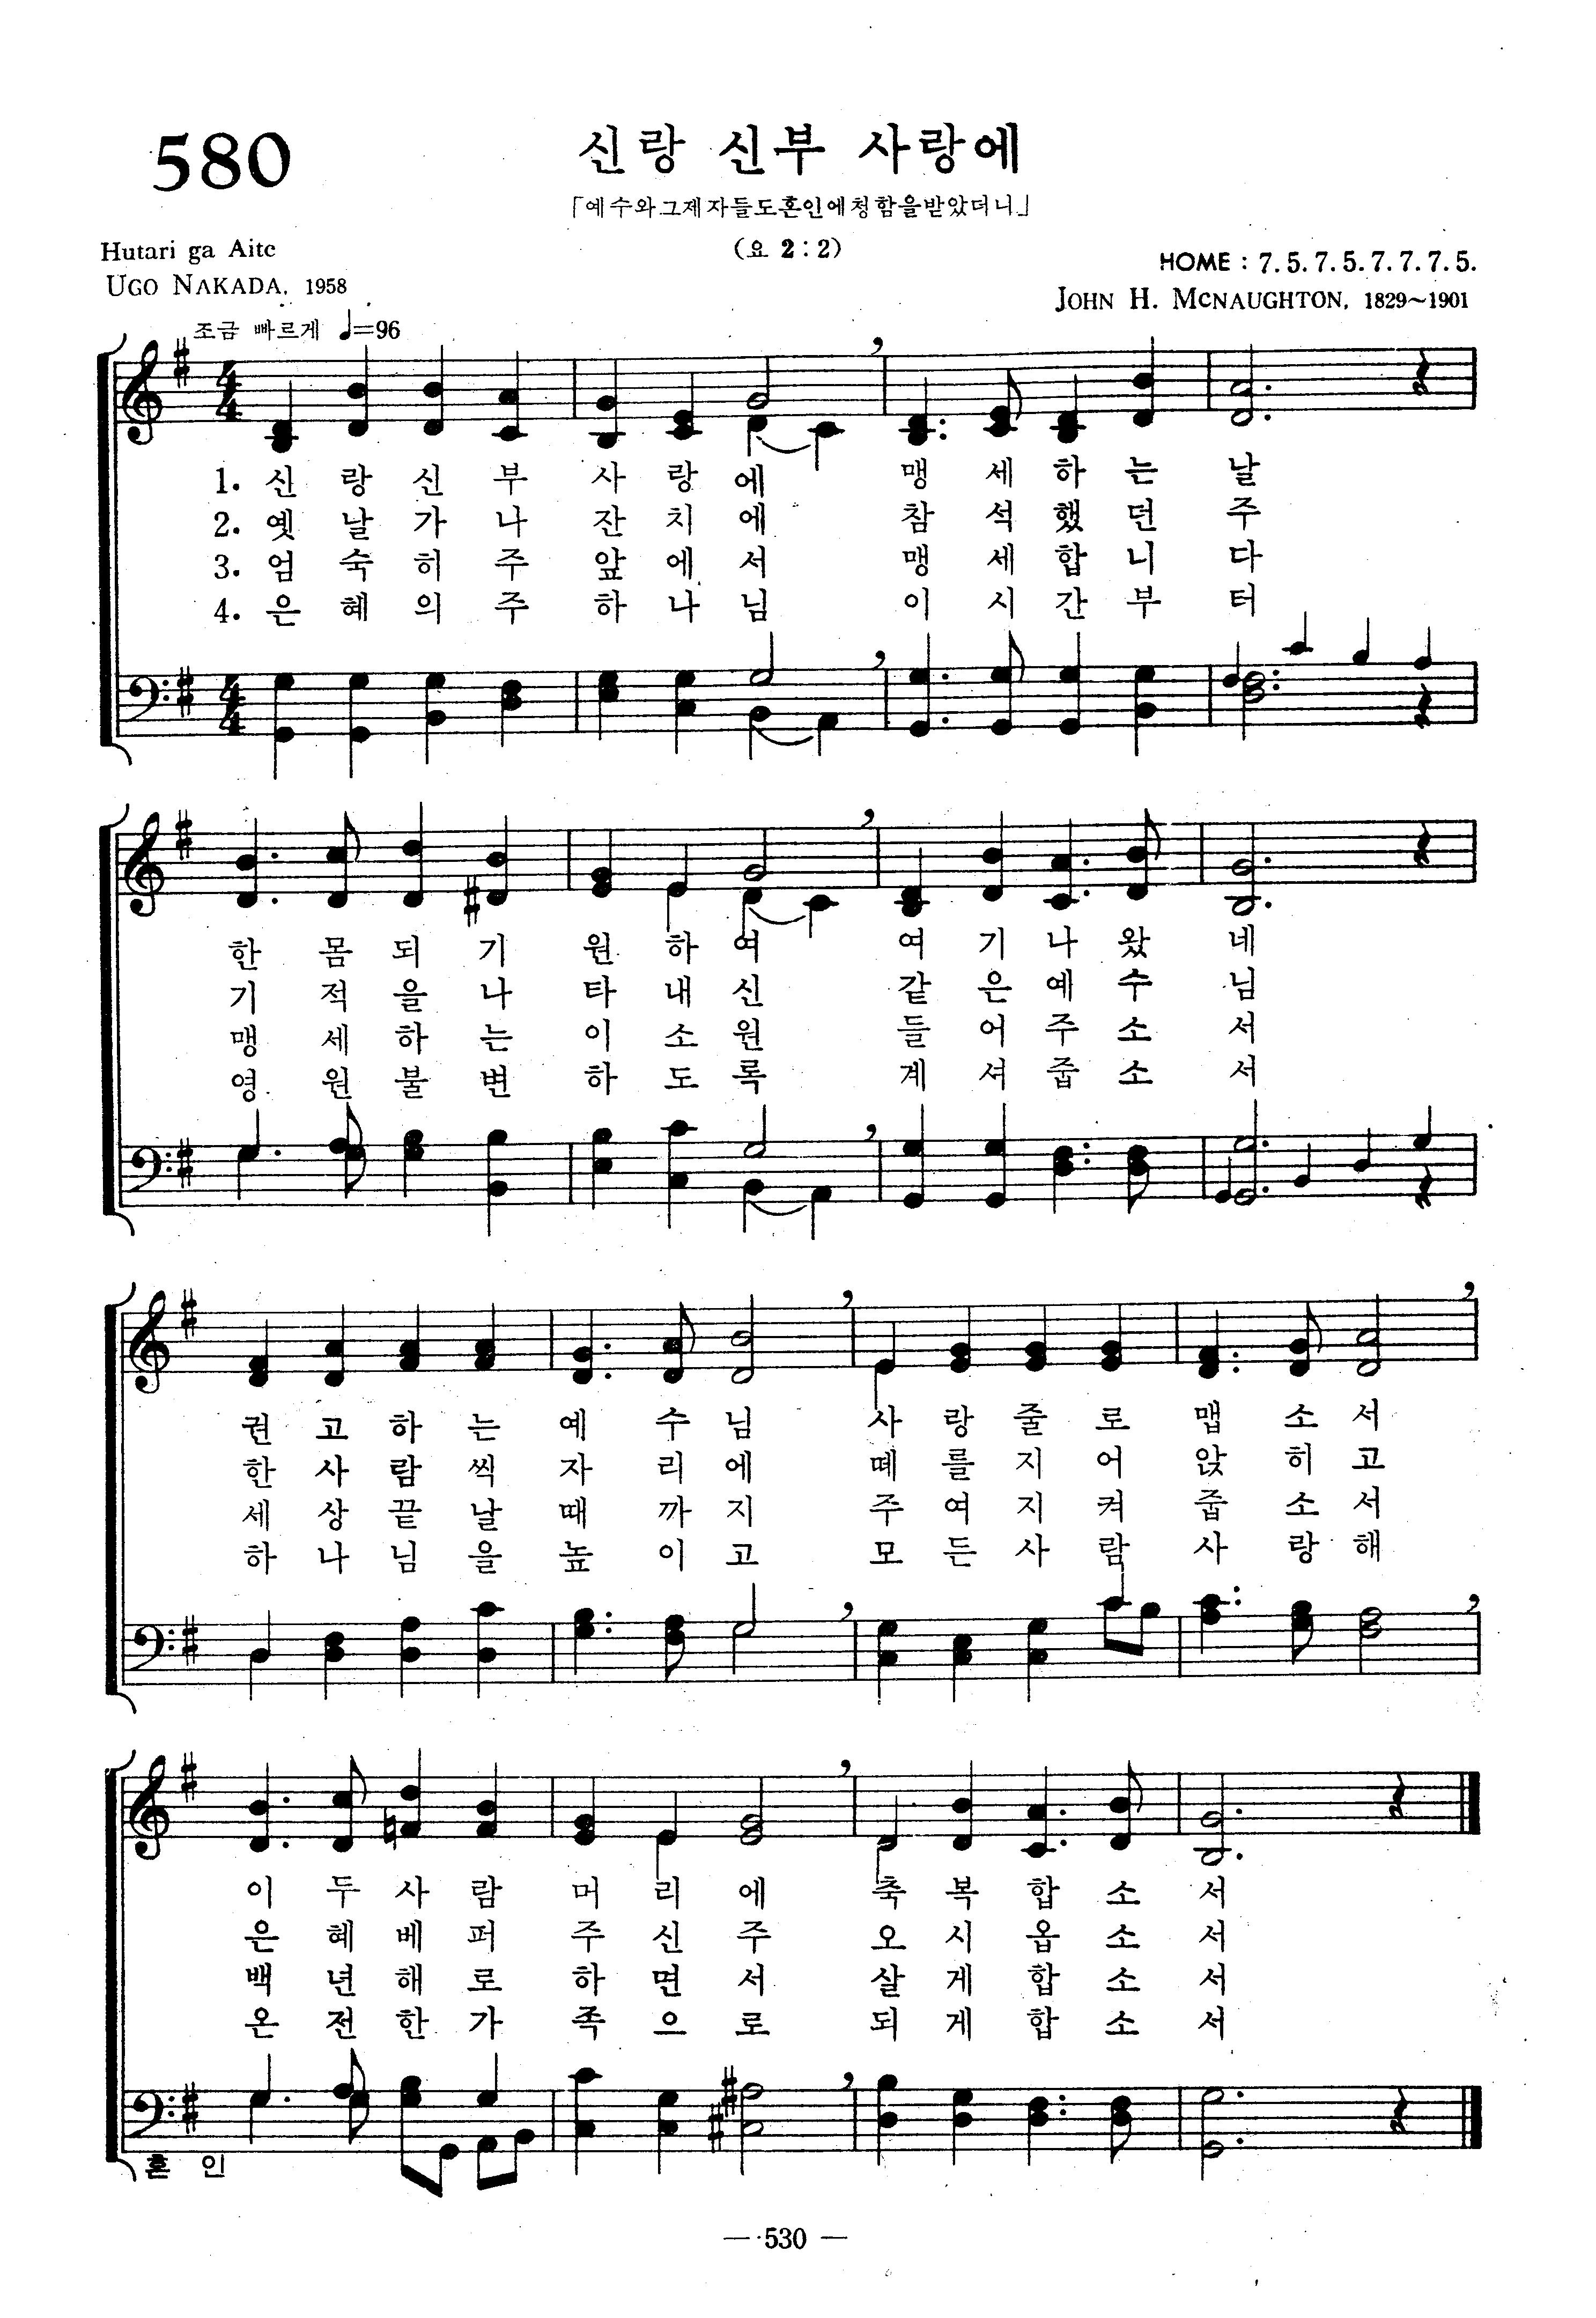 580
신랑 신부 사랑에
「예수와그제자들도혼인에청함을받았더니」
(요 2 : 2)
Hutari ga Aite
UGO NAKADA, 1958
HOME : 7. 5. 7. 5. 7. 7. 7. 5.
JOHN H. MCNAUGHTON, 1829~1901
조금 빠르게 ♩=96
1. 신 랑 신 부 사 랑 에 맹 세 하 는 날
2. 옛 날 가 나 잔 치 에 참 석 했 던 주
3. 엄 숙 히 주 앞 에 서 맹 세 합 니 다
4. 은 혜 의 주 하 나 님 이 시 간 부 터
한 몸 되 기 원 하 여 여 기 나 왔 네
기 적 을 나 타 내 신 같 은 예 수 님
맹 세 하 는 이 소 원 들 어 주 소 서
영 원 불 변 하 도 록 계 셔 줍 소 서
권 고 하 는 예 수 님 사 랑 줄 로 맵 소 서
한 사 람 씩 자 리 에 떼 를 지 어 앉 히 고
세 상 끝 날 때 까 지 주 여 지 켜 줍 소 서
하 나 님 을 높 이 고 모 든 사 람 사 랑 해
이 두 사 람 머 리 에 축 복 합 소 서
은 혜 베 퍼 주 신 주 오 시 옵 소 서
백 년 해 로 하 면 서 살 게 합 소 서
온 전 한 가 족 으 로 되 게 합 소 서
혼 인
— 530 —